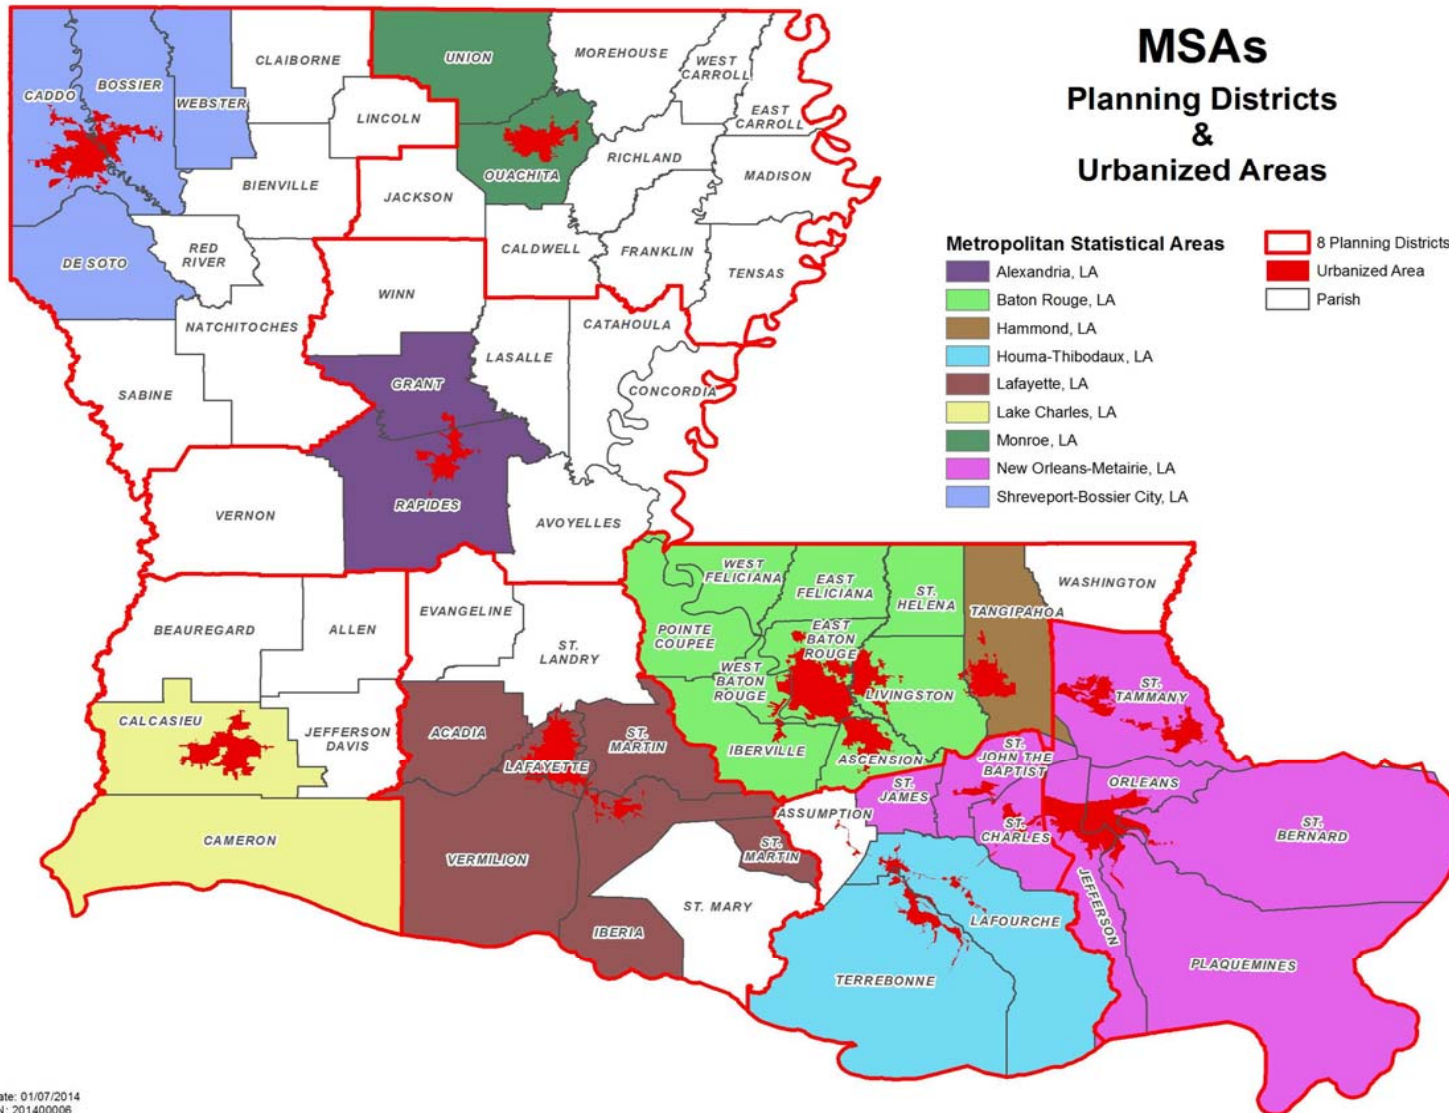 MSAs
Planning Districts
&
Urbanized Areas
Metropolitan Statistical Areas
Alexandria, LA
Baton Rouge, LA
Hammond, LA
Houma-Thibodaux, LA
Lafayette, LA
Lake Charles, LA
Monroe, LA
New Orleans-Metairie, LA
Shreveport-Bossier City, LA
8 Planning Districts
Urbanized Area
Parish
CADDO
BOSSIER
WEBSTER
CLAIBORNE
UNION
MOREHOUSE
WEST
CARROLL
EAST
CARROLL
LINCOLN
OUACHITA
RICHLAND
MADISON
BIENVILLE
JACKSON
DE SOTO
RED
RIVER
CALDWELL
FRANKLIN
TENSAS
WINN
NATCHITOCHES
CATAHOULA
LASALLE
SABINE
GRANT
CONCORDIA
VERNON
RAPIDES
AVOYELLES
BEAUREGARD
ALLEN
EVANGELINE
ST.
LANDRY
POINTE
COUPEE
WEST
FELICIANA
EAST
FELICIANA
ST.
HELENA
TANGIPAHOA
WASHINGTON
EAST
BATON
ROUGE
WEST
BATON
ROUGE
LIVINGSTON
ST.
TAMMANY
CALCASIEU
JEFFERSON
DAVIS
ACADIA
LAFAYETTE
ST.
MARTIN
IBERVILLE
ASCENSION
ST.
JOHN THE
BAPTIST
ST.
JAMES
ORLEANS
ASSUMPTION
ST.
CHARLES
ST.
BERNARD
CAMERON
VERMILION
ST.
MARTIN
JEFFERSON
ST. MARY
IBERIA
LAFOURCHE
TERREBONNE
PLAQUEMINES
ate: 01/07/2014
N: 201400006